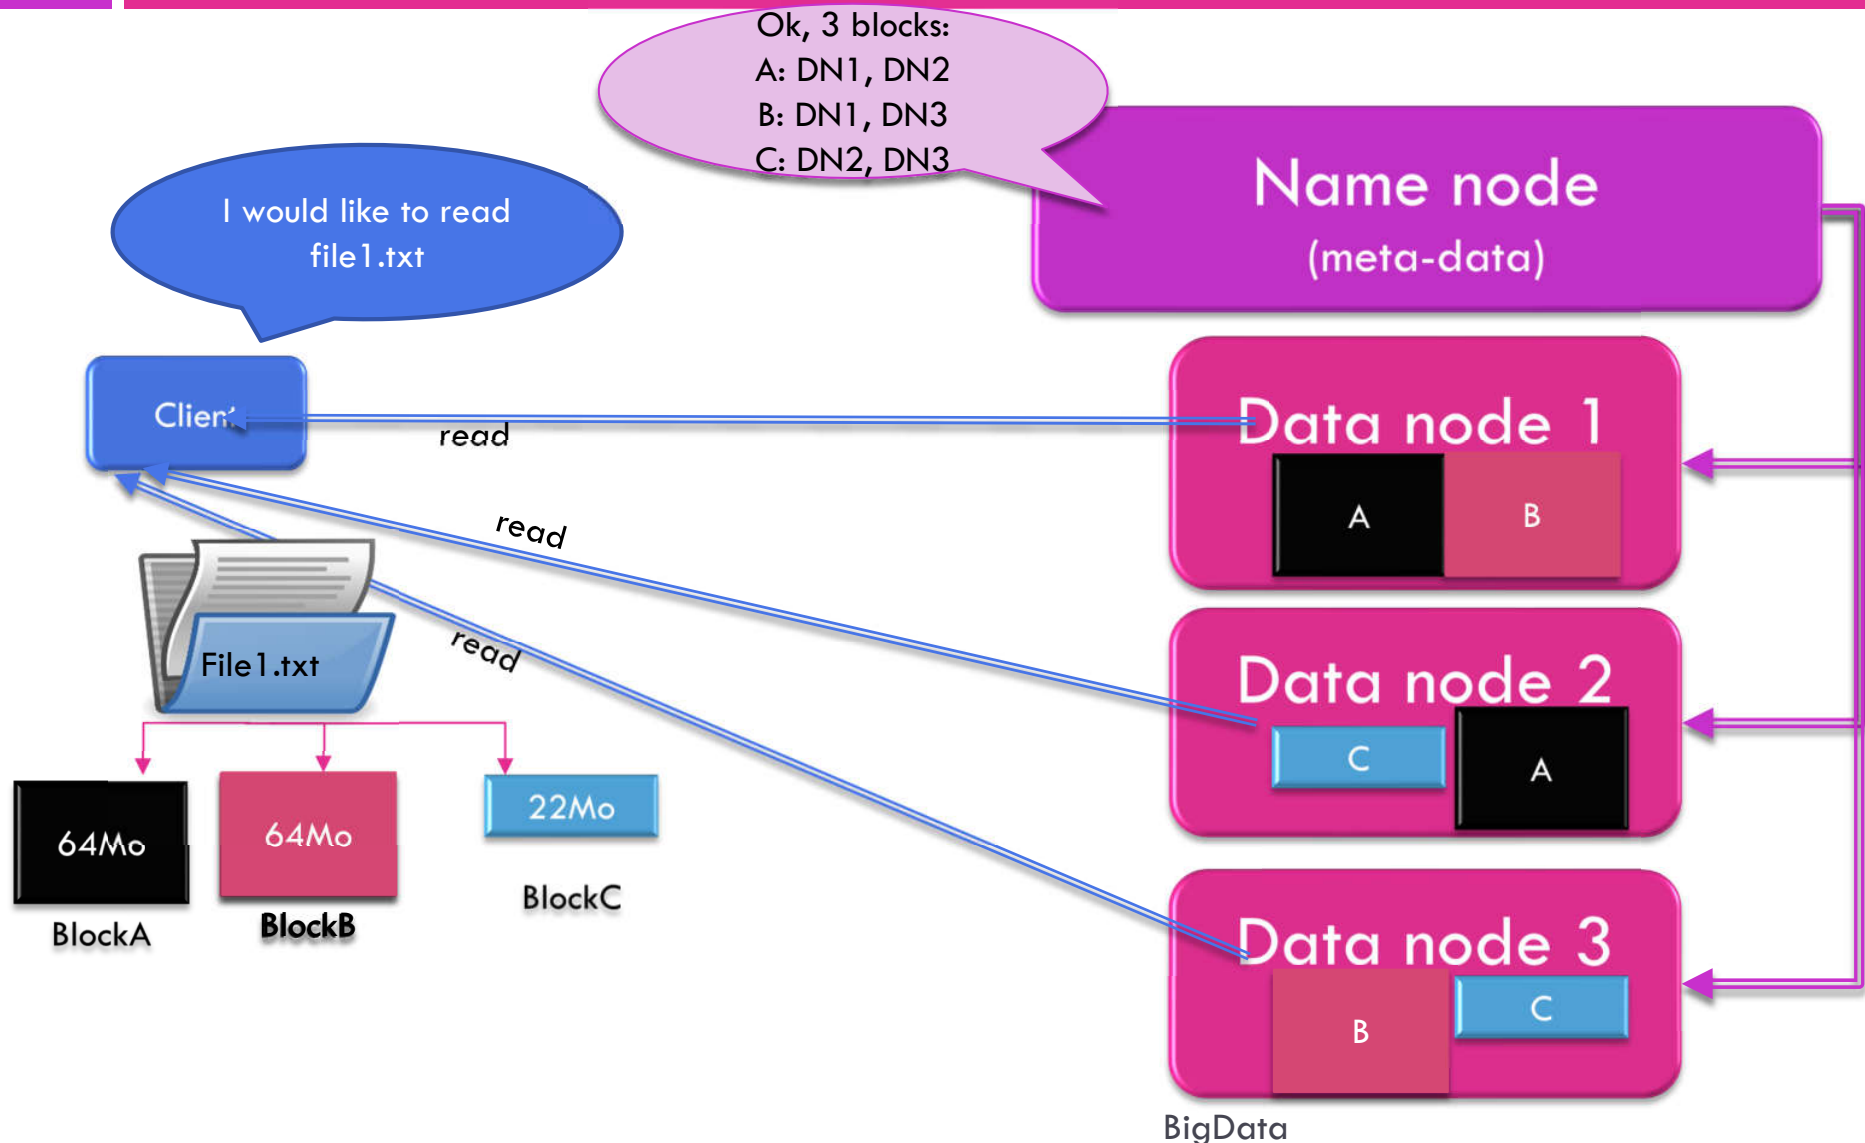 Ok, 3 blocks:
A: DN1, DN2
B: DN1, DN3
C: DN2, DN3
I would like to read
file1.txt
Name node
(meta-data)
Client
read
Data node 1
A
B
read
read
File1.txt
Data node 2
C
A
64Mo
64Mo
22Mo
BlockA
BlockB
BlockC
Data node 3
B
C
BigData